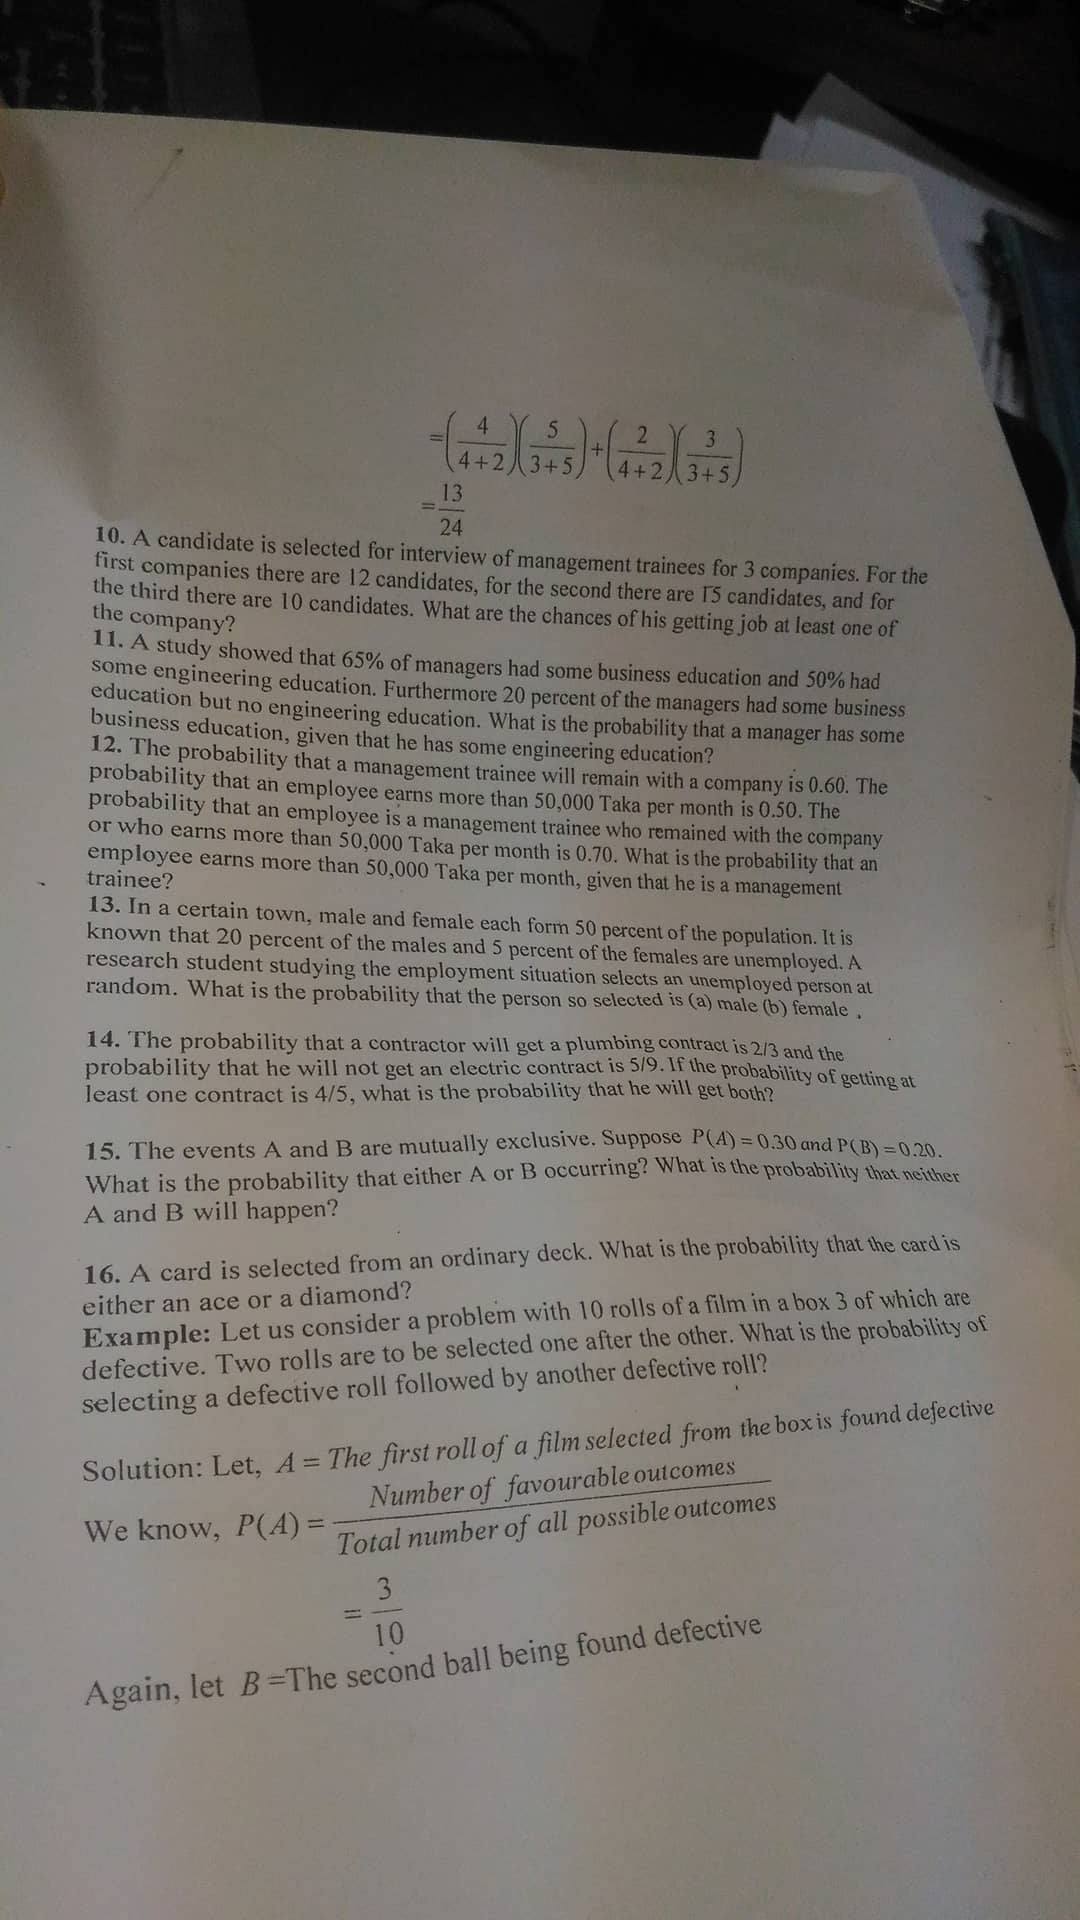 =(4/(4+2))(5/(3+5))+(2/(4+2))(3/(3+5))
=13/24
10. A candidate is selected for interview of management trainees for 3 companies. For the
first companies there are 12 candidates, for the second there are 15 candidates, and for
the third there are 10 candidates. What are the chances of his getting job at least one of
the company?
11. A study showed that 65% of managers had some business education and 50% had
some engineering education. Furthermore 20 percent of the managers had some business
education but no engineering education. What is the probability that a manager has some
business education, given that he has some engineering education?
12. The probability that a management trainee will remain with a company is 0.60. The
probability that an employee earns more than 50,000 Taka per month is 0.50. The
probability that an employee is a management trainee who remained with the company
or who earns more than 50,000 Taka per month is 0.70. What is the probability that an
employee earns more than 50,000 Taka per month, given that he is a management
trainee?
13. In a certain town, male and female each form 50 percent of the population. It is
known that 20 percent of the males and 5 percent of the females are unemployed. A
research student studying the employment situation selects an unemployed person at
random. What is the probability that the person so selected is (a) male (b) female .
14. The probability that a contractor will get a plumbing contract is 2/3 and the
probability that he will not get an electric contract is 5/9. If the probability of getting at
least one contract is 4/5, what is the probability that he will get both?
15. The events A and B are mutually exclusive. Suppose P(A) = 0.30 and P(B) = 0.20.
What is the probability that either A or B occurring? What is the probability that neither
A and B will happen?
16. A card is selected from an ordinary deck. What is the probability that the card is
either an ace or a diamond?
Example: Let us consider a problem with 10 rolls of a film in a box 3 of which are
defective. Two rolls are to be selected one after the other. What is the probability of
selecting a defective roll followed by another defective roll?
Solution: Let, A = The first roll of a film selected from the box is found defective
We know, P(A) = Number of favourable outcomes / Total number of all possible outcomes
= 3/10
Again, let B =The second ball being found defective